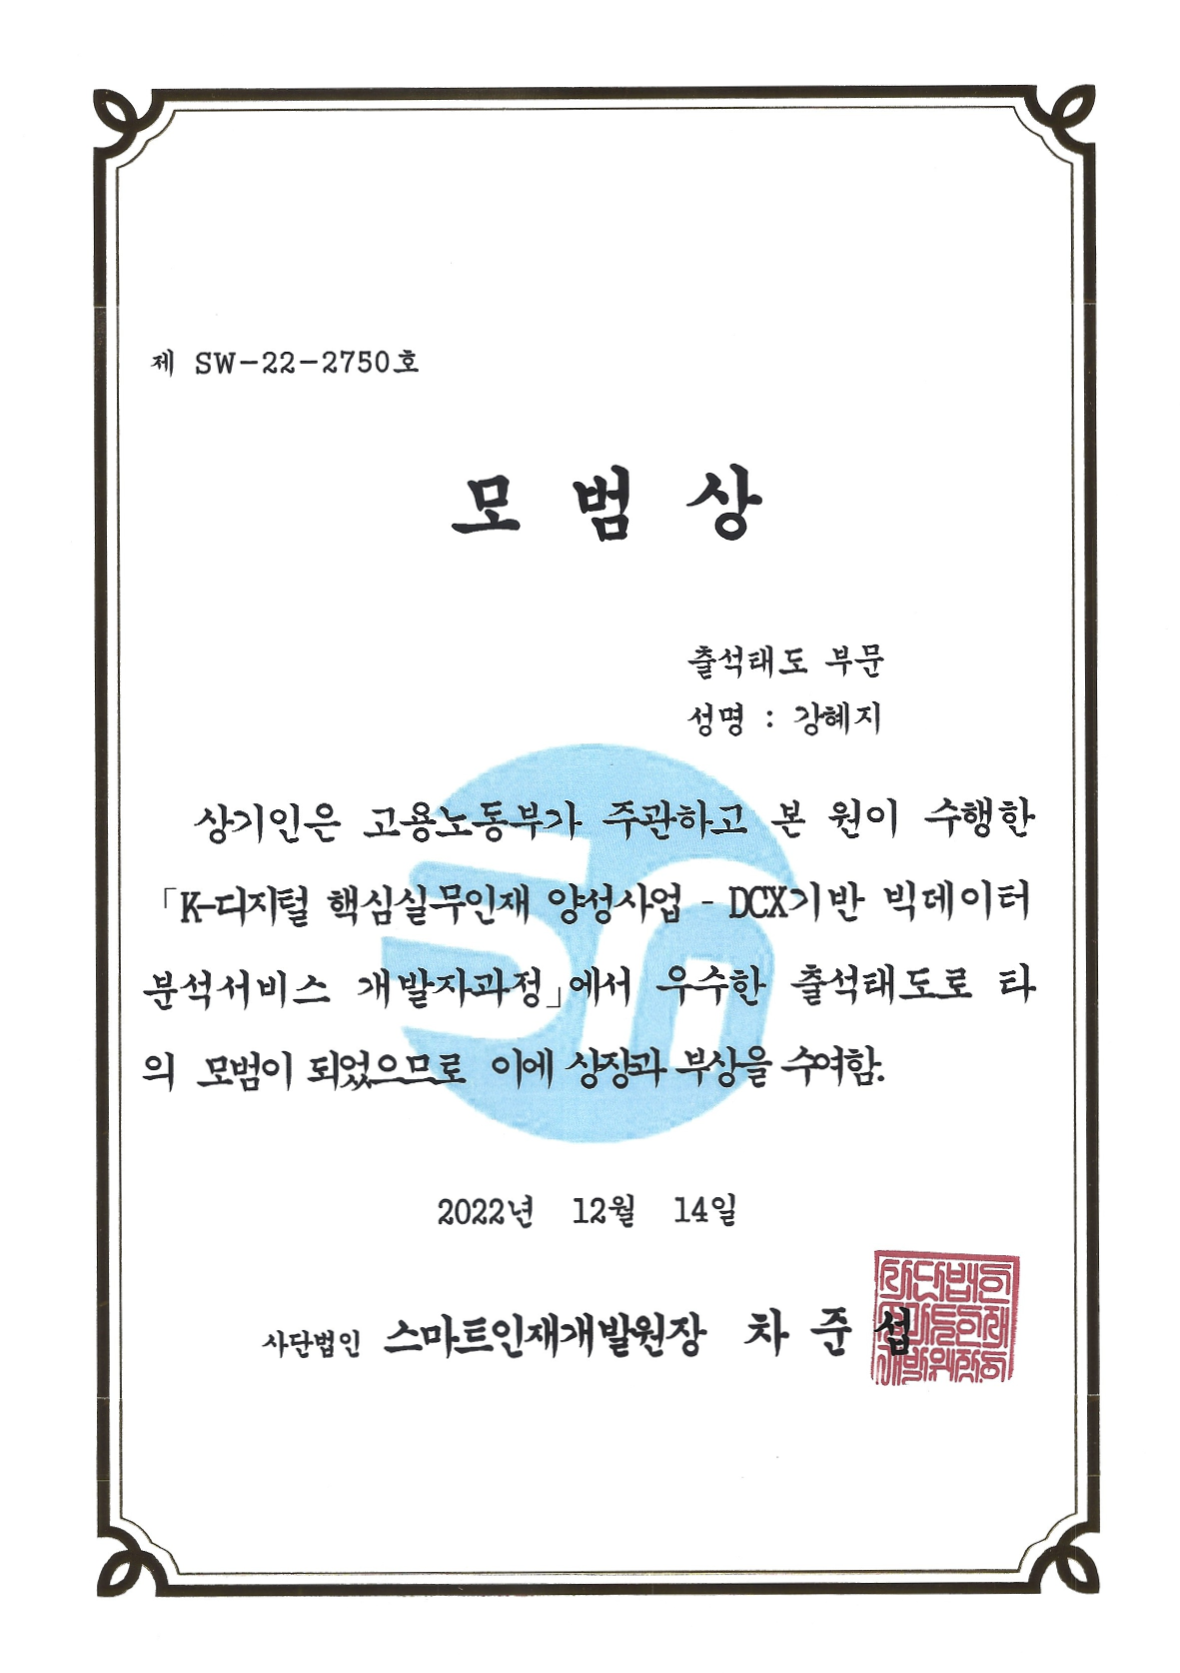 제 SW-22-2750호
모 범 상
출석태도 부문
성명 : 강혜지
상기인은 고용노동부가 주관하고 본 원이 수행한
「K-디지털 핵심실무인재 양성사업 - DCX기반 빅데이터
분석서비스 개발자과정」에서 우수한 출석태도로 타
의 모범이 되었으므로 이에 상장과 부상을 수여함.
2022년 12월 14일
사단법인 스마트인재개발원장 차 준 섭